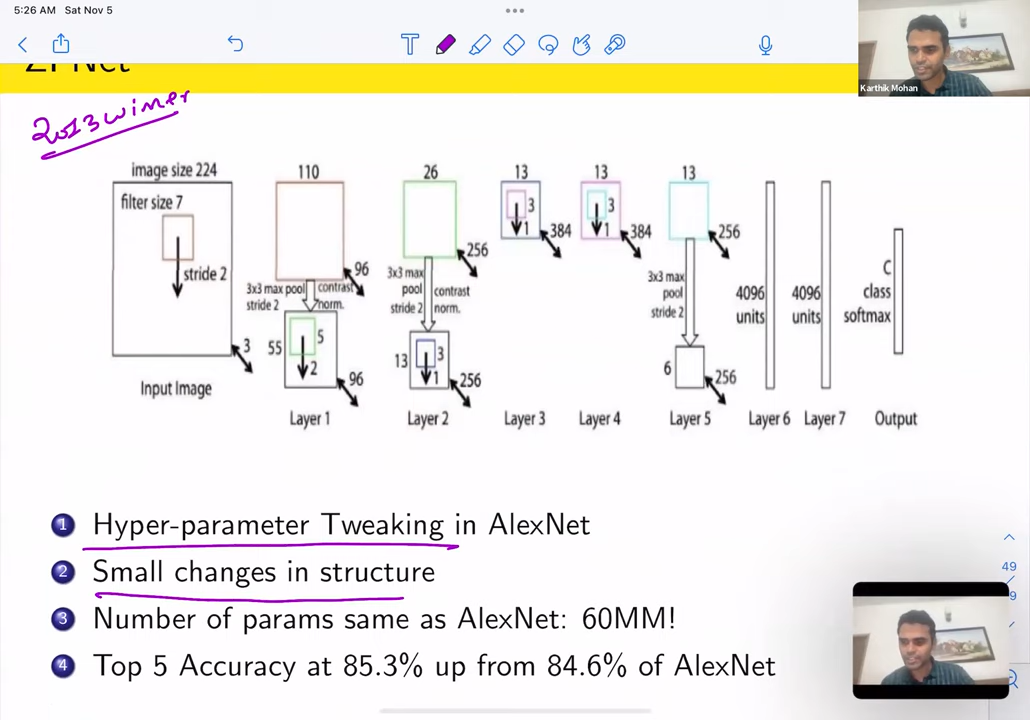 5:26 AM Sat Nov 5
T
Karthik Mohan
ZFNet
2013 winner
image size 224
filter size 7
stride 2
3
Input Image
110
96
3x3 max pool
stride 2
contrast
norm.
55
5
2
96
Layer 1
26
256
3x3 max
pool
stride 2
contrast
norm.
13
3
1
256
Layer 2
13
3
1
384
Layer 3
13
3
1
384
Layer 4
13
256
3x3 max
pool
stride 2
6
256
Layer 5
4096
units
Layer 6
4096
units
Layer 7
C
class
softmax
Output
1 Hyper-parameter Tweaking in AlexNet
2 Small changes in structure
3 Number of params same as AlexNet: 60MM!
4 Top 5 Accuracy at 85.3% up from 84.6% of AlexNet
49